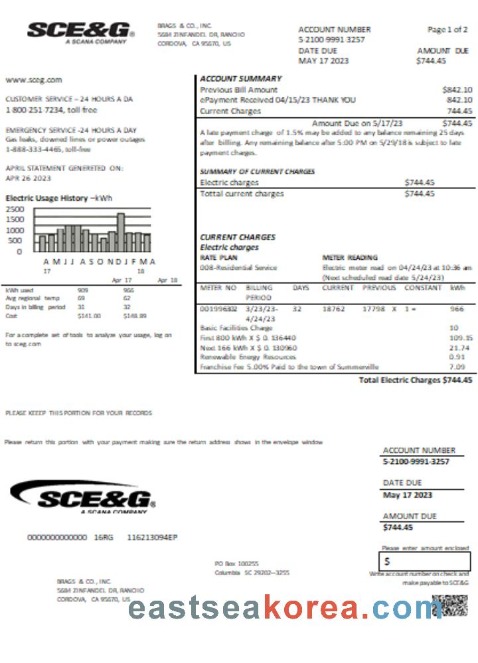 SCE&G®
A SCANA COMPANY
BRAGS & CO., INC.
5684 ZINFANDEL DR, RANCHO
CORDOVA, CA 95670, US
ACCOUNT NUMBER
5-2100-9991-3257
DATE DUE
MAY 17 2023
Page 1 of 2
AMOUNT DUE
$744.45
www.sceg.com
CUSTOMER SERVICE – 24 HOURS A DA
1 800 251 7234, toll free
EMERGENCY SERVICE -24 HOURS A DAY
Gas leaks, downed lines or power outages
1-888-333-4465, toll-free
APRIL STATEMENT GENERETED ON:
APR 26 2023
Electric Usage History –kWh
2500
1500
1000
500
0
A M J J A S O N D J F M A
17 18
Apr 17 Apr 18
kWh used 909 966
Avg regional temp 69 62
Days in billing period 31 32
Cost $141.00 $148.99
For a complete set of tools to analyze your usage, log on
to sceg.com
ACCOUNT SUMMARY
Previous Bill Amount $842.10
ePayment Received 04/15/23 THANK YOU -842.10
Current Charges 744.45
Amount Due on 5/17/23 $744.45
A late payment charge of 1.5% may be added to any balance remaining 25 days
after billing. Any remaining balance after 5:00 PM on 5/29/18 is subject to late
payment charges.
SUMMARY OF CURRENT CHARGES
Electric charges $744.45
Tottal current charges $744.45
CURRENT CHARGES
Electric charges
RATE PLAN METER READING
008-Residential Service Electric meter read on 04/24/23 at 10:36 am
(Next scheduled read date 5/24/23)
METER NO BILLING PERIOD DAYS CURRENT PREVIOUS CONSTANT kWh
3/23/23-4/24/23 32 18762 17798 X 1 = 966
Basic Facilities Charge 10
First 800 kWh X $ 0. 136440 109.15
Next 166 kWh X $ 0. 130960 21.74
Renewable Energy Resources 0.91
Franchise Fee 5.00% Paid to the town of Summerville 7.09
Total Electric Charges $744.45
PLEASE KEEEP THIS PORTION FOR YOUR RECORDS
Please return this portion with your payment making sure the return address shows in the envelope window
ACCOUNT NUMBER
5-2100-9991-3257
DATE DUE
May 17 2023
AMOUNT DUE
$744.45
Please enter amount enclosed
$
Write account number on check and
make payable to SCE&G
SCE&G®
A SCANA COMPANY
0000000000000 16RG 116213094EP
PO Box 100255
Columbia SC 29202—3255
BRAGS & CO., INC.
5684 ZINFANDEL DR, RANCHO
CORDOVA, CA 95670, US
eastseakorea.com